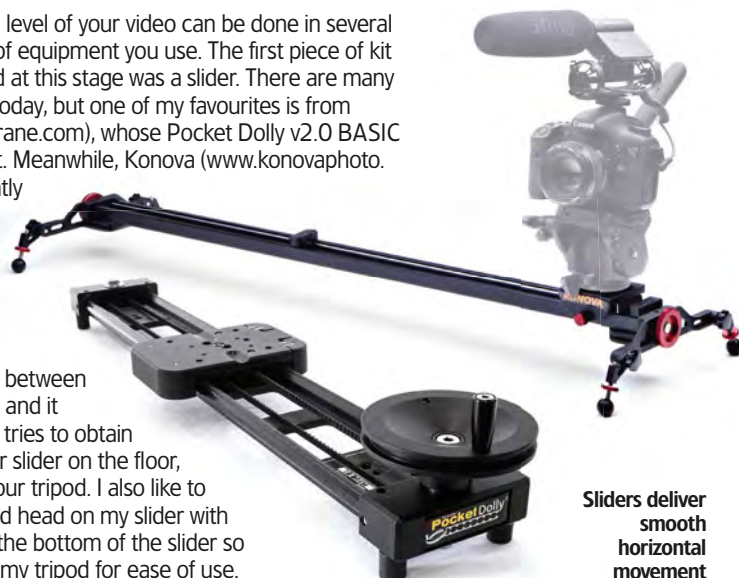 level of your video can be done in several
of equipment you use. The first piece of kit
at this stage was a slider. There are many
oday, but one of my favourites is from
rane.com), whose Pocket Dolly v2.0 BASIC
t. Meanwhile, Konova (www.konovaphoto.
ntly
between
and it
tries to obtain
r slider on the floor,
our tripod. I also like to
d head on my slider with
the bottom of the slider so
my tripod for ease of use.
KONOVA
Canon
Pocket Dolly
Sliders deliver
smooth
horizontal
movement